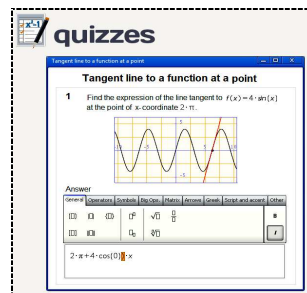 quizzes
Tangent line to a function at a point
Tangent line to a function at a point
1 Find the expression of the line tangent to f(x)=4·sin(x)
at the point of x-coordinate 2·π.
Answer
General Operators Symbols Big Ops. Matrix Arrows Greek Script and accent Other
2·π+4·cos(0)·x